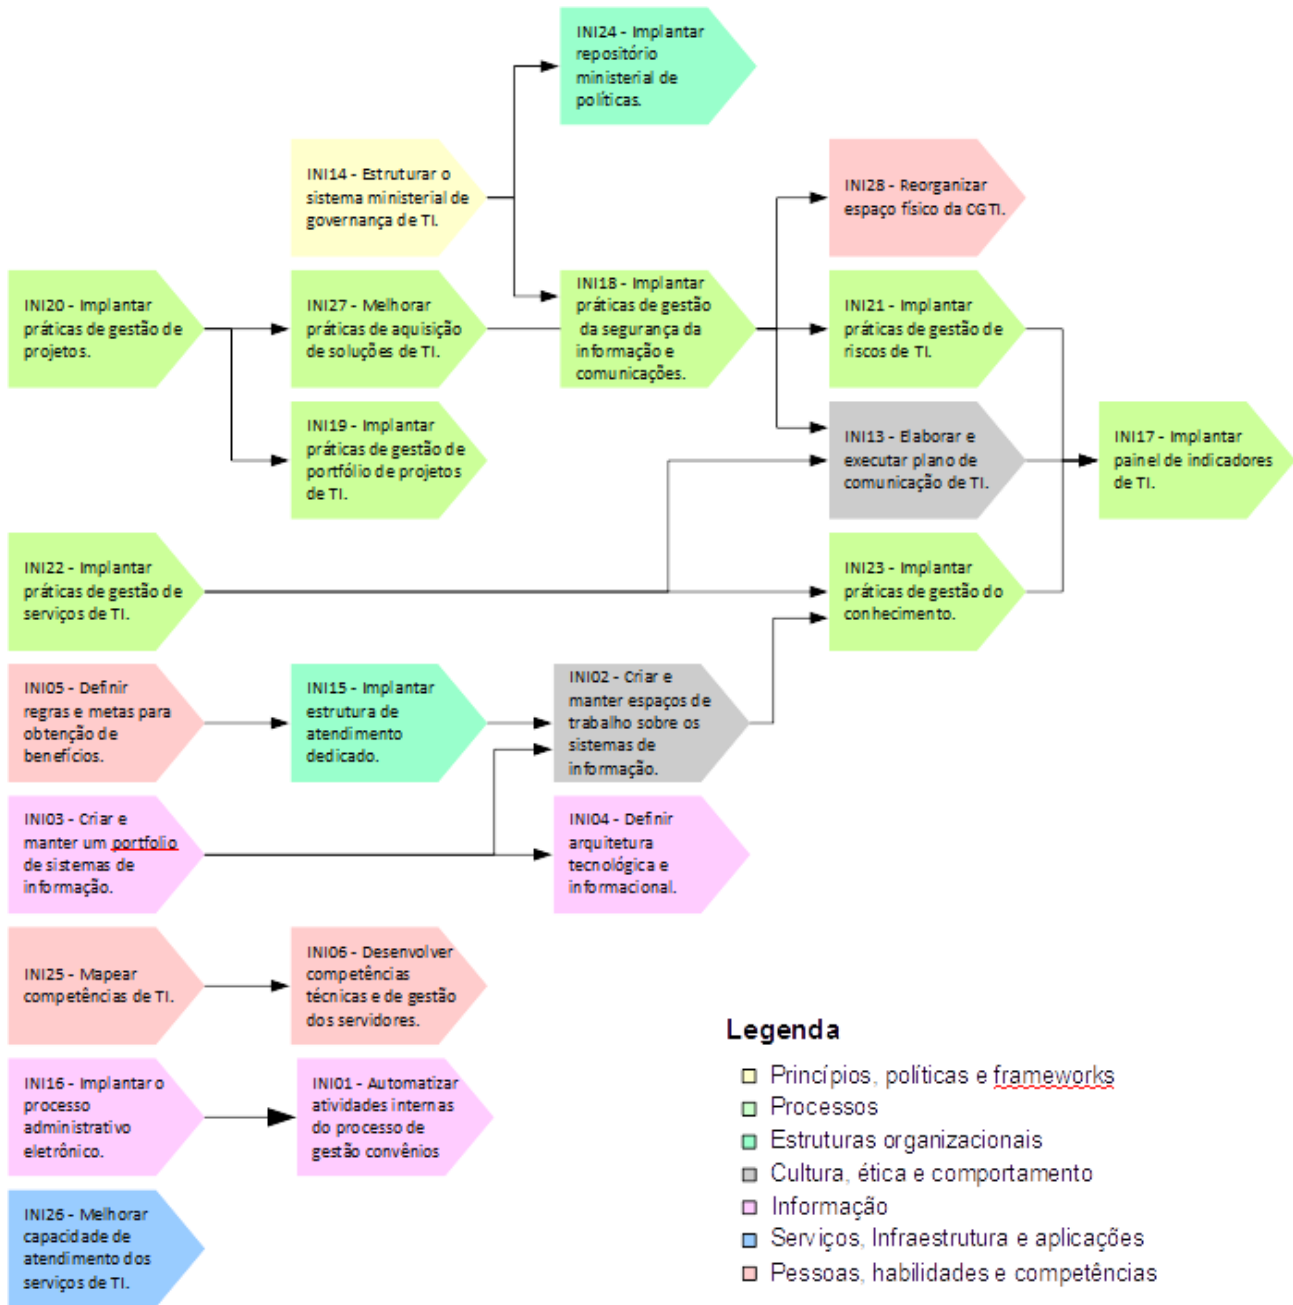 INI24 - Implantar
repositório
ministerial de
políticas.
INI14 - Estruturar o
sistema ministerial de
governança de TI.
INI28 - Reorganizar
espaço físico da CGTI.
INI20 - Implantar
práticas de gestão de
projetos.
INI27 - Melhorar
práticas de aquisição
de soluções de TI.
INI18 - Implantar
práticas de gestão
da segurança da
informação e
comunicações.
INI21 - Implantar
práticas de gestão de
riscos de TI.
INI19 - Implantar
práticas de gestão de
portfólio de projetos
de TI.
INI13 - Elaborar e
executar plano de
comunicação de TI.
INI17 - Implantar
painel de indicadores
de TI.
INI22 - Implantar
práticas de gestão de
serviços de TI.
INI23 - Implantar
práticas de gestão do
conhecimento.
INI05 - Definir
regras e metas para
obtenção de
benefícios.
INI15 - Implantar
estrutura de
atendimento
dedicado.
INI02 - Criar e
manter espaços de
trabalho sobre os
sistemas de
informação.
INI03 - Criar e
manter um portfolio
de sistemas de
informação.
INI04 - Definir
arquitetura
tecnológica e
informacional.
INI25 - Mapear
competências de TI.
INI06 - Desenvolver
competências
técnicas e de gestão
dos servidores.
INI16 - Implantar o
processo
administrativo
eletrônico.
INI01 - Automatizar
atividades internas
do processo de
gestão convênios
INI26 - Melhorar
capacidade de
atendimento dos
serviços de TI.
Legenda
Princípios, políticas e frameworks
Processos
Estruturas organizacionais
Cultura, ética e comportamento
Informação
Serviços, Infraestrutura e aplicações
Pessoas, habilidades e competências